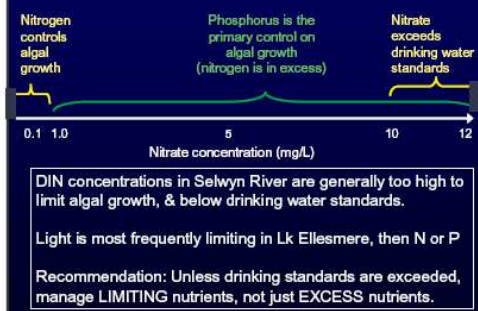 Nitrogen controls algal growth
Phosphorus is the primary control on algal growth (nitrogen is in excess)
Nitrate exceeds drinking water standards
0.1 1.0 5 10 12
Nitrate concentration (mg/L)
DIN concentrations in Selwyn River are generally too high to
limit algal growth, & below drinking water standards.
Light is most frequently limiting in Lk Ellesmere, then N or P
Recommendation: Unless drinking standards are exceeded,
manage LIMITING nutrients, not just EXCESS nutrients.